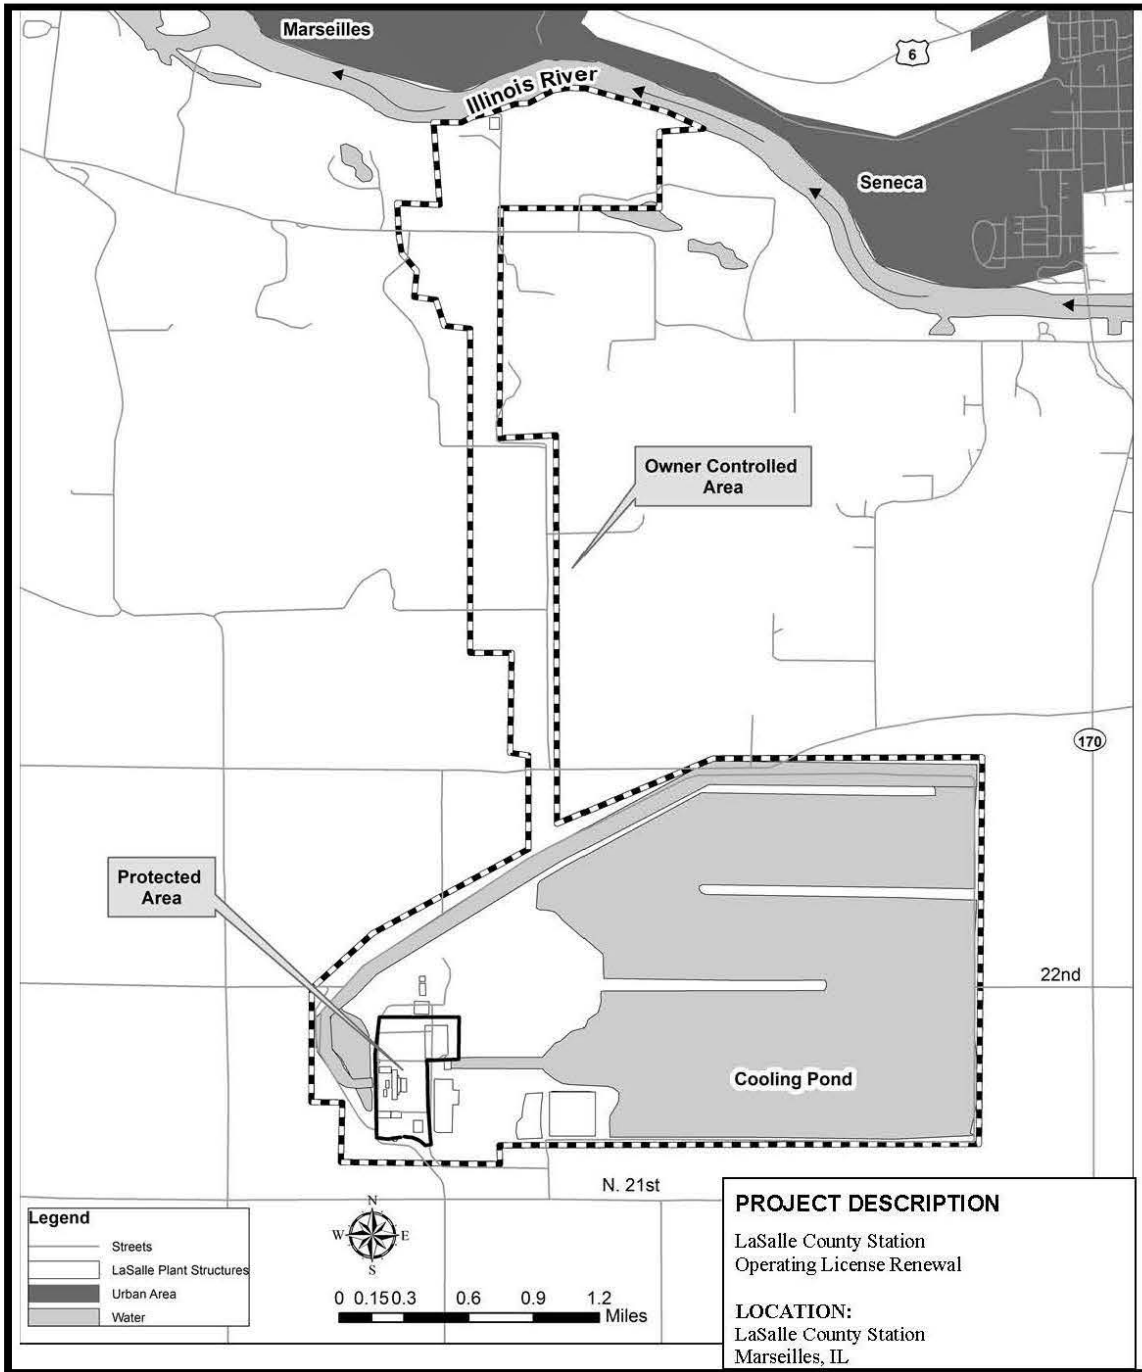 Marseilles
6
Illinois River
Seneca
Owner Controlled
Area
170
Protected
Area
22nd
Cooling Pond
N. 21st
Legend
Streets
LaSalle Plant Structures
Urban Area
Water
N
W
E
S
0 0.15 0.3 0.6 0.9 1.2
Miles
PROJECT DESCRIPTION
LaSalle County Station
Operating License Renewal
LOCATION:
LaSalle County Station
Marseilles, IL